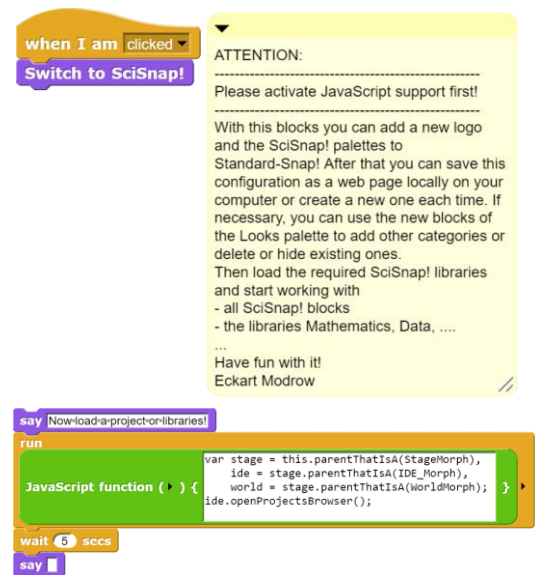 when I am clicked
Switch to SciSnap!
ATTENTION:
-----------------------------------------------------
Please activate JavaScript support first!
-----------------------------------------------------
With this blocks you can add a new logo
and the SciSnap! palettes to
Standard-Snap! After that you can save this
configuration as a web page locally on your
computer or create a new one each time. If
necessary, you can use the new blocks of
the Looks palette to add other categories or
delete or hide existing ones.
Then load the required SciSnap! libraries
and start working with
- all SciSnap! blocks
- the libraries Mathematics, Data, ....
...
Have fun with it!
Eckart Modrow
say Now-load-a-project-or-libraries!
run
JavaScript function ( ) {
var stage = this.parentThatIsA(StageMorph),
ide = stage.parentThatIsA(IDE_Morph),
world = stage.parentThatIsA(WorldMorph);
ide.openProjectsBrowser();
}
wait 5 secs
say